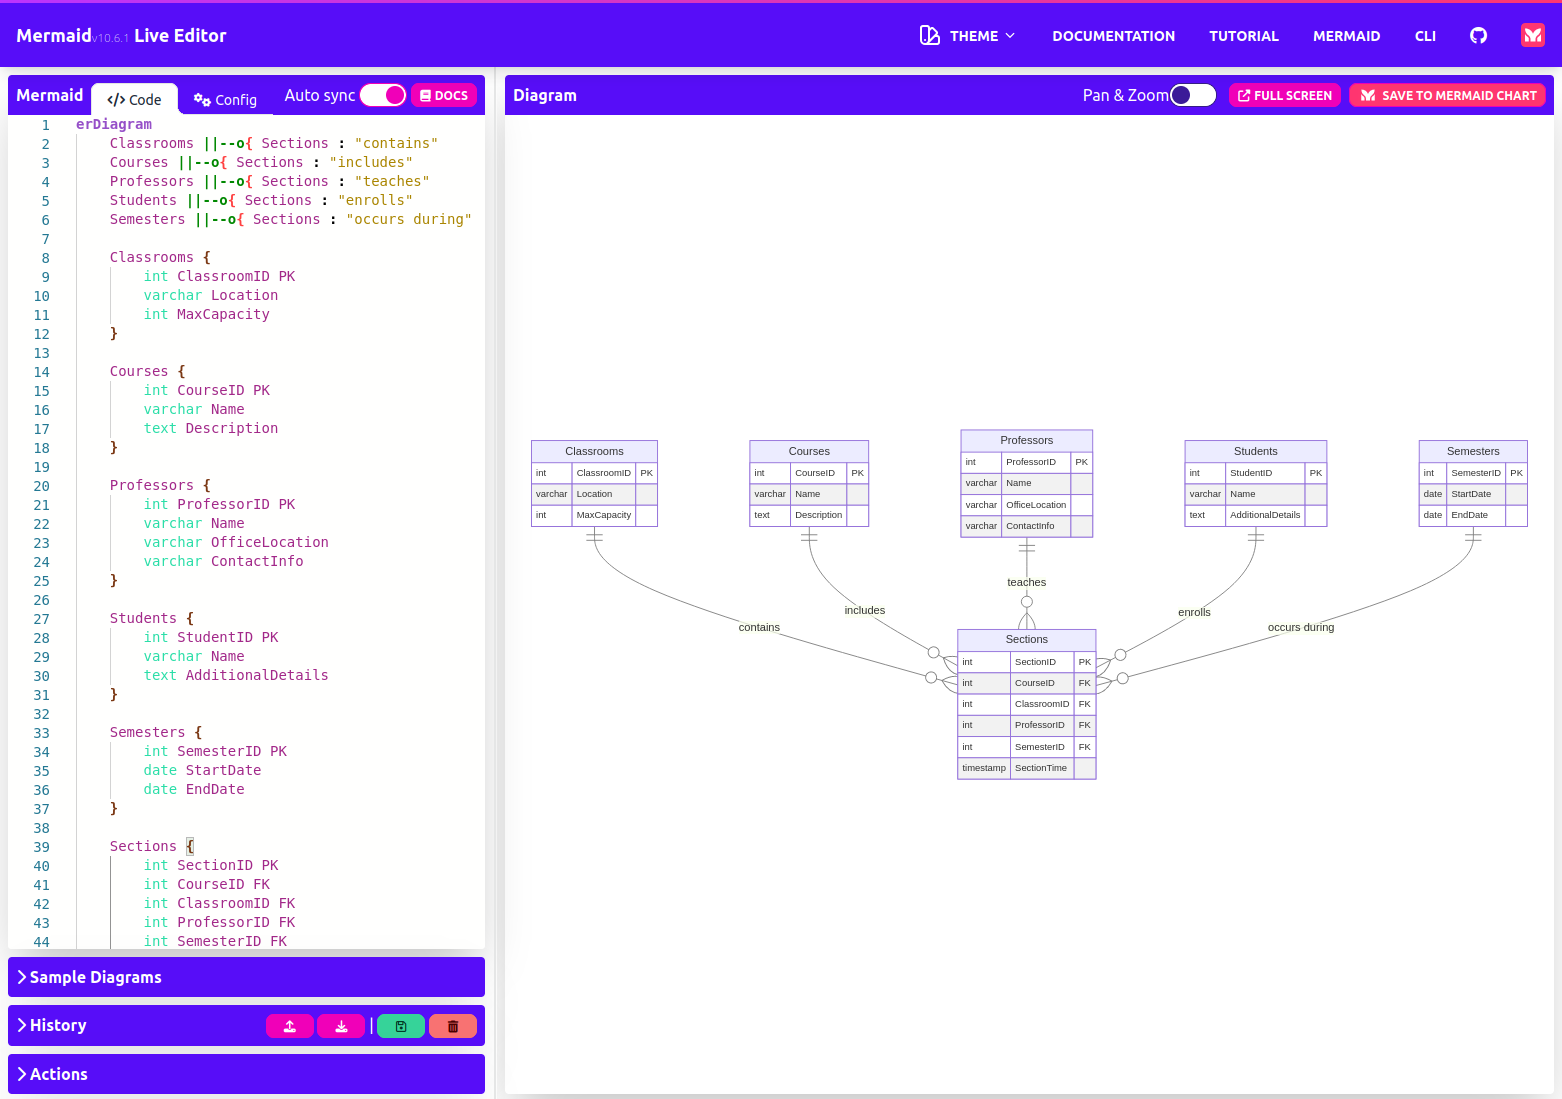 Mermaid v10.6.1 Live Editor
THEME
DOCUMENTATION
TUTORIAL
MERMAID
CLI
Mermaid
Code
Config
Auto sync
DOCS
1 erDiagram
2 Classrooms ||--o{ Sections : "contains"
3 Courses ||--o{ Sections : "includes"
4 Professors ||--o{ Sections : "teaches"
5 Students ||--o{ Sections : "enrolls"
6 Semesters ||--o{ Sections : "occurs during"
7
8 Classrooms {
9 int ClassroomID PK
10 varchar Location
11 int MaxCapacity
12 }
13
14 Courses {
15 int CourseID PK
16 varchar Name
17 text Description
18 }
19
20 Professors {
21 int ProfessorID PK
22 varchar Name
23 varchar OfficeLocation
24 varchar ContactInfo
25 }
26
27 Students {
28 int StudentID PK
29 varchar Name
30 text AdditionalDetails
31 }
32
33 Semesters {
34 int SemesterID PK
35 date StartDate
36 date EndDate
37 }
38
39 Sections {
40 int SectionID PK
41 int CourseID FK
42 int ClassroomID FK
43 int ProfessorID FK
44 int SemesterID FK
Sample Diagrams
History
Actions
Diagram
Pan & Zoom
FULL SCREEN
SAVE TO MERMAID CHART
Classrooms
int ClassroomID PK
varchar Location
int MaxCapacity
Courses
int CourseID PK
varchar Name
text Description
Professors
int ProfessorID PK
varchar Name
varchar OfficeLocation
varchar ContactInfo
Students
int StudentID PK
varchar Name
text AdditionalDetails
Semesters
int SemesterID PK
date StartDate
date EndDate
contains
includes
teaches
enrolls
occurs during
Sections
int SectionID PK
int CourseID FK
int ClassroomID FK
int ProfessorID FK
int SemesterID FK
timestamp SectionTime